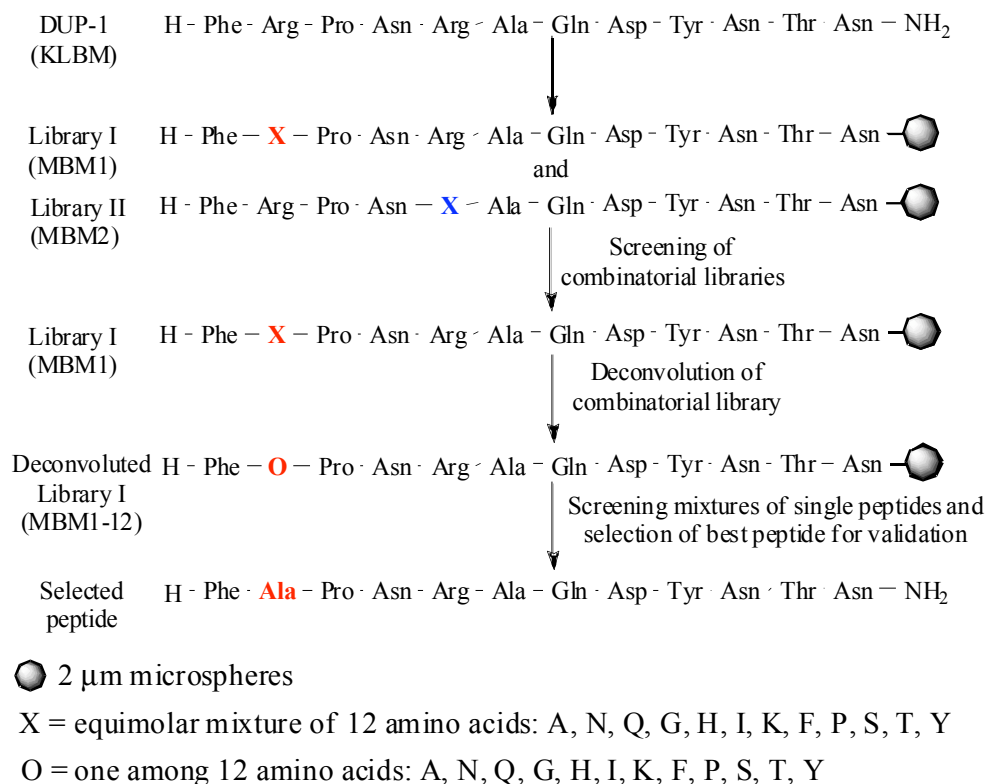 DUP-1 H - Phe - Arg - Pro - Asn - Arg - Ala - Gln - Asp - Tyr - Asn - Thr - Asn — NH2
(KLBM)
Library I H - Phe — X — Pro - Asn - Arg - Ala - Gln - Asp - Tyr - Asn - Thr - Asn
(MBM1)
and
Library II H - Phe - Arg - Pro - Asn — X - Ala - Gln - Asp - Tyr - Asn - Thr - Asn
(MBM2)
Screening of
combinatorial libraries
Library I H - Phe — X — Pro - Asn - Arg - Ala - Gln - Asp - Tyr - Asn - Thr - Asn
(MBM1)
Deconvolution of
combinatorial library
Deconvoluted H - Phe — O — Pro - Asn - Arg - Ala - Gln - Asp - Tyr - Asn - Thr - Asn
Library I
(MBM1-12)
Screening mixtures of single peptides and
selection of best peptide for validation
Selected H - Phe - Ala - Pro - Asn - Arg - Ala - Gln - Asp - Tyr - Asn - Thr - Asn — NH2
peptide
2 μm microspheres
X = equimolar mixture of 12 amino acids: A, N, Q, G, H, I, K, F, P, S, T, Y
O = one among 12 amino acids: A, N, Q, G, H, I, K, F, P, S, T, Y